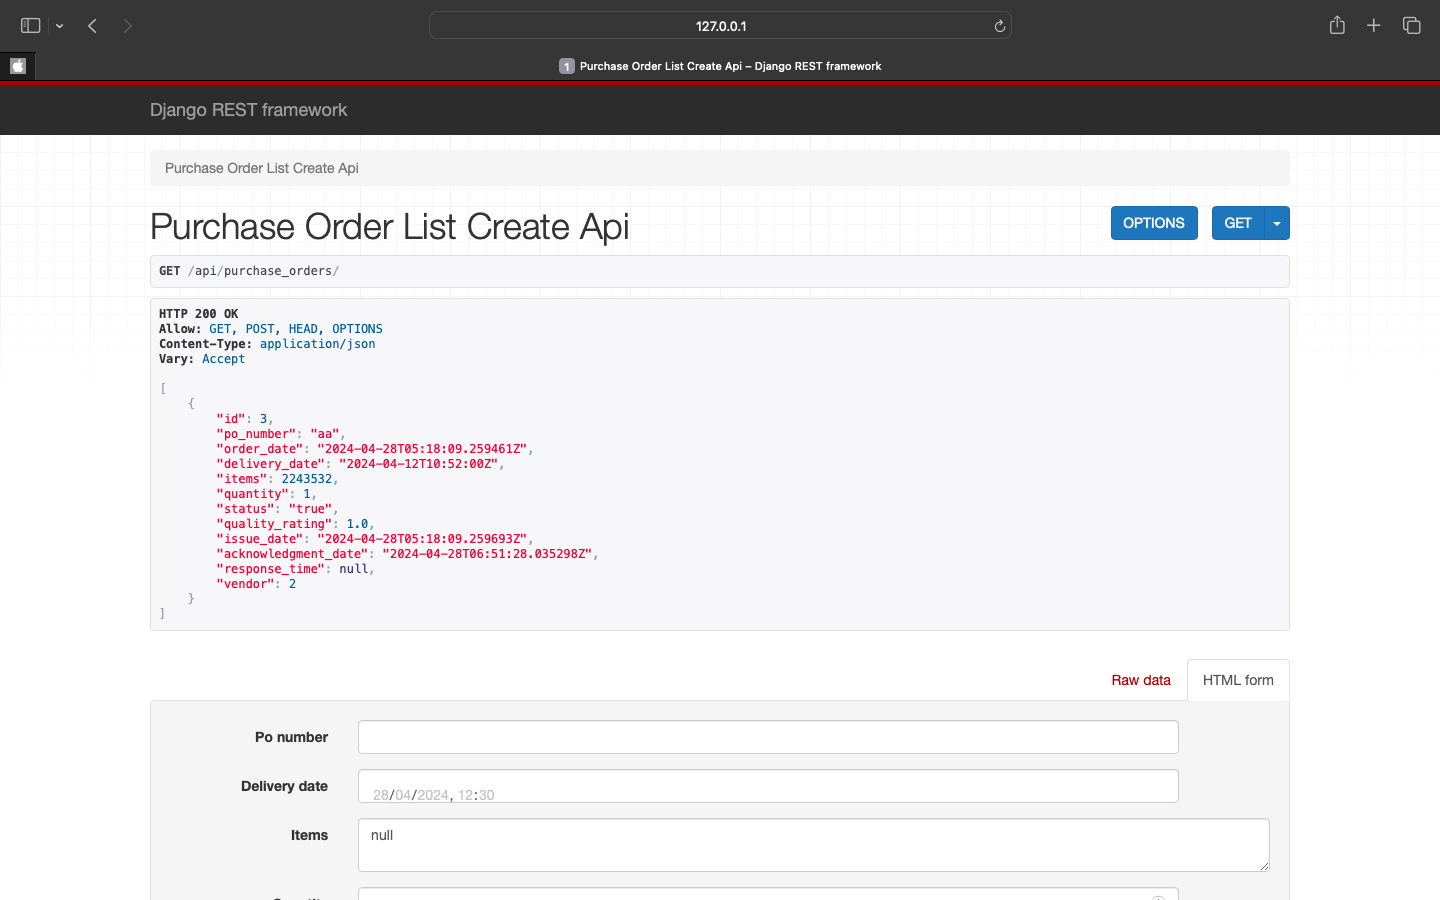 127.0.0.1
1 Purchase Order List Create Api – Django REST framework
Django REST framework
Purchase Order List Create Api
Purchase Order List Create Api
OPTIONS
GET
GET /api/purchase_orders/
HTTP 200 OK
Allow: GET, POST, HEAD, OPTIONS
Content-Type: application/json
Vary: Accept
[
{
"id": 3,
"po_number": "aa",
"order_date": "2024-04-28T05:18:09.259461Z",
"delivery_date": "2024-04-12T10:52:00Z",
"items": 2243532,
"quantity": 1,
"status": "true",
"quality_rating": 1.0,
"issue_date": "2024-04-28T05:18:09.259693Z",
"acknowledgment_date": "2024-04-28T06:51:28.035298Z",
"response_time": null,
"vendor": 2
}
]
Raw data
HTML form
Po number
Delivery date
28/04/2024, 12:30
Items
null